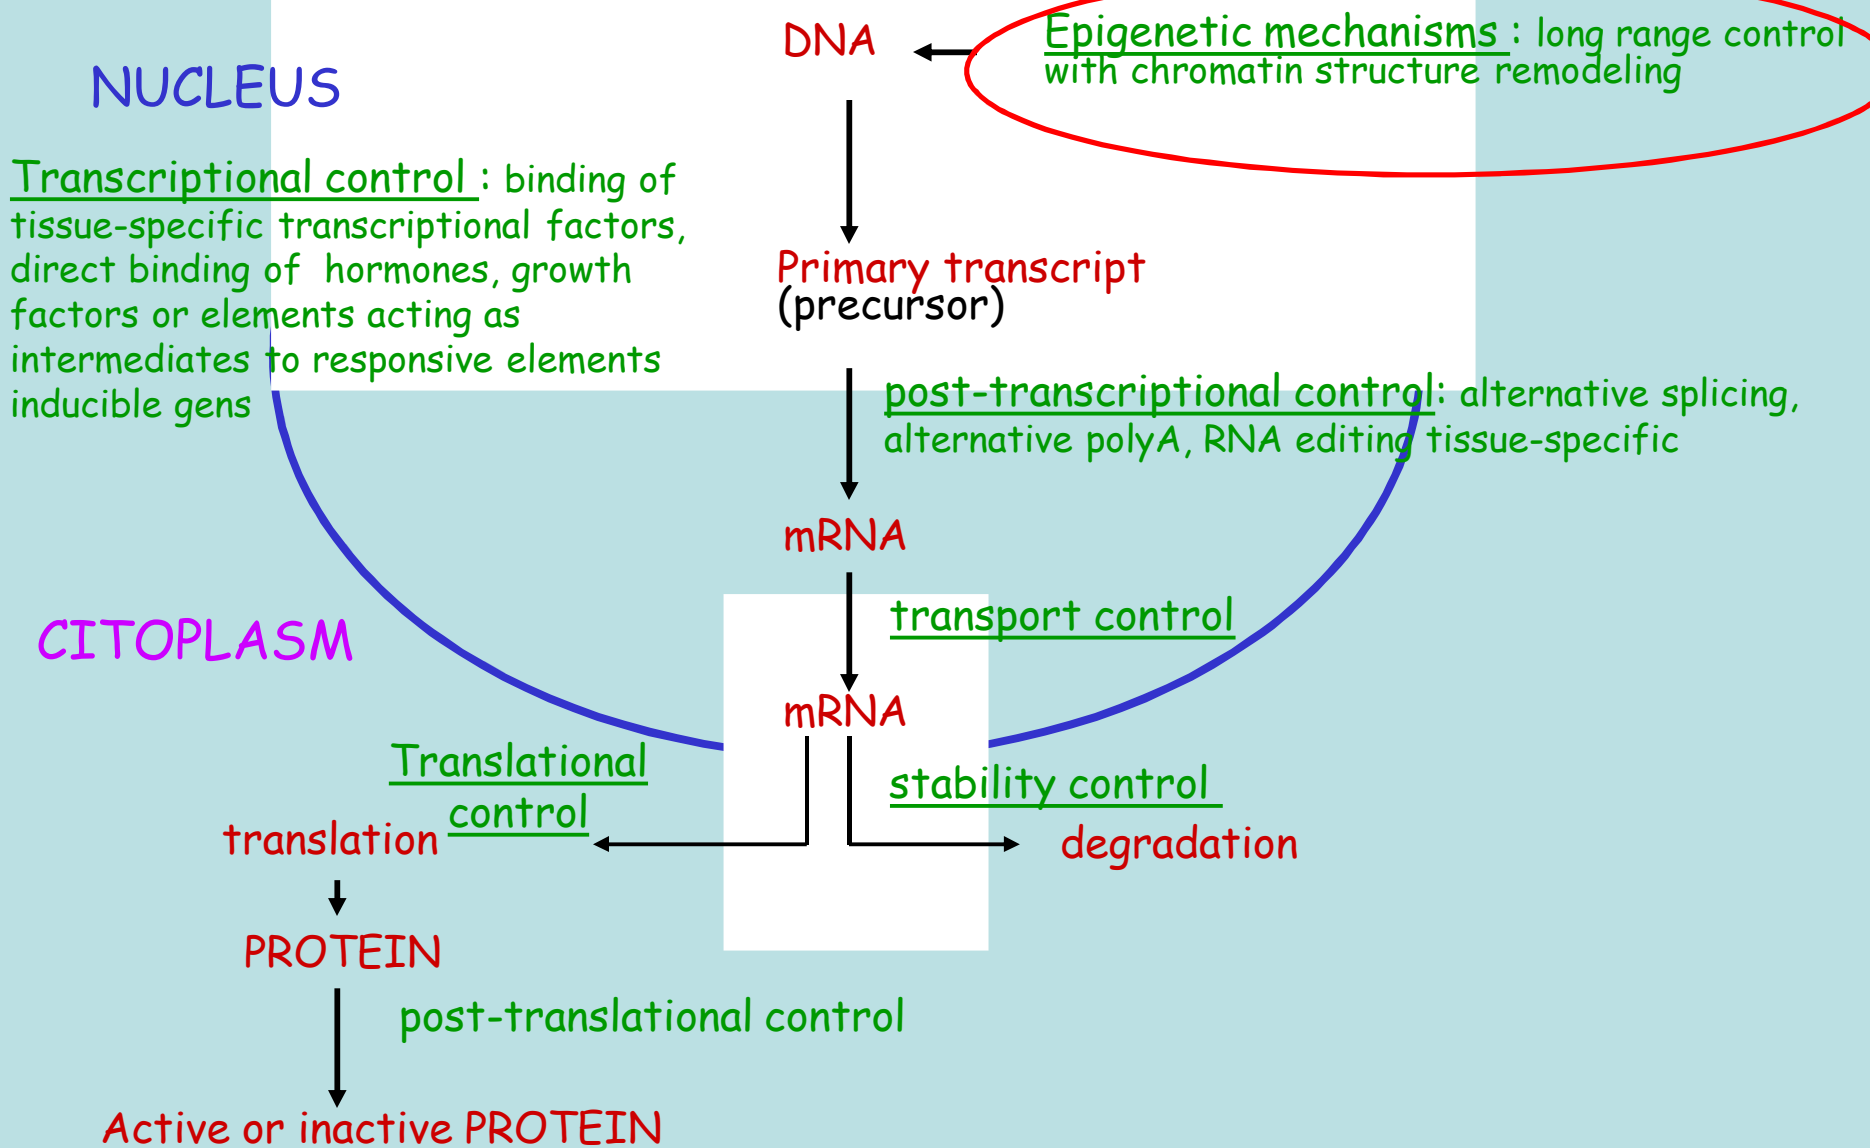 DNA
Epigenetic mechanisms : long range control
with chromatin structure remodeling
NUCLEUS
Transcriptional control : binding of
tissue-specific transcriptional factors,
direct binding of hormones, growth
factors or elements acting as
intermediates to responsive elements
inducible gens
Primary transcript
(precursor)
post-transcriptional control: alternative splicing,
alternative polyA, RNA editing tissue-specific
mRNA
transport control
CITOPLASM
mRNA
Translational
control
stability control
translation
degradation
PROTEIN
post-translational control
Active or inactive PROTEIN